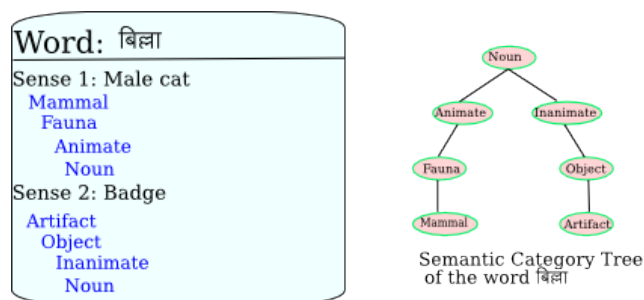 Word: बिल्ला
Sense 1: Male cat
Mammal
Fauna
Animate
Noun
Sense 2: Badge
Artifact
Object
Inanimate
Noun
Noun
Animate Inanimate
Fauna Object
Mammal Artifact
Semantic Category Tree
of the word बिल्ला